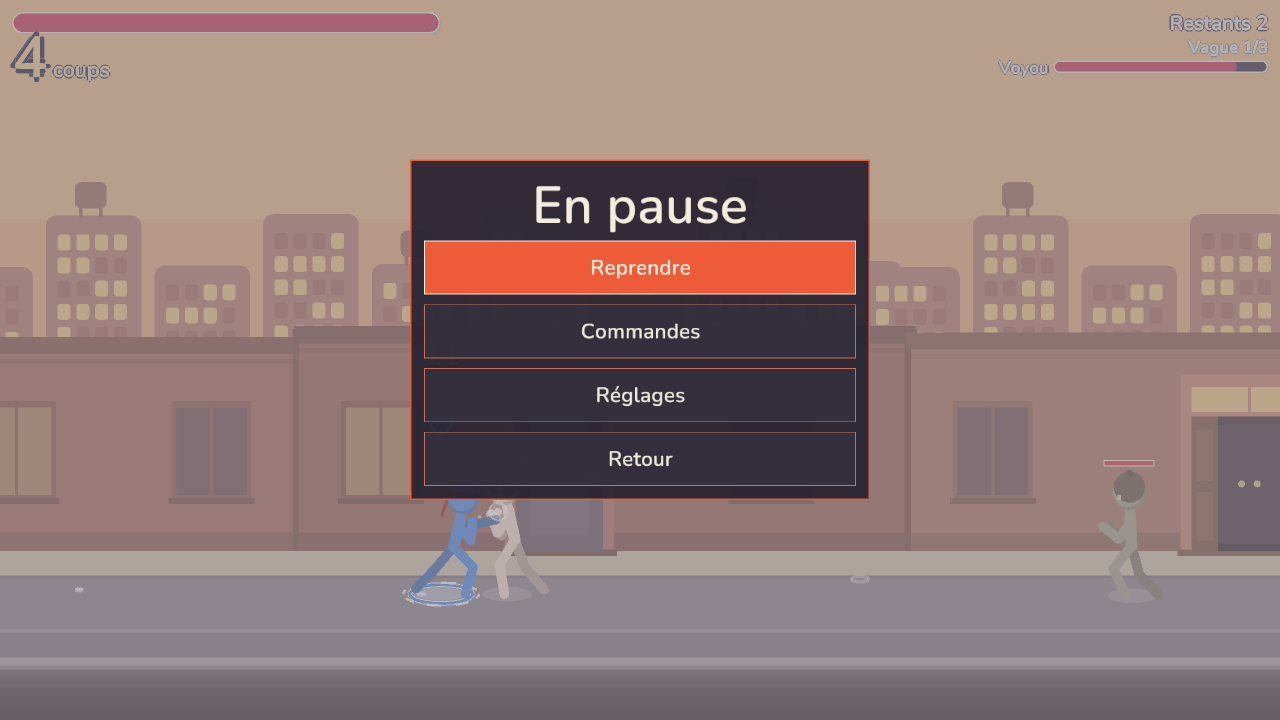 4 coups
Restants 2
Vague 1/3
Voyou
En pause
Reprendre
Commandes
Réglages
Retour